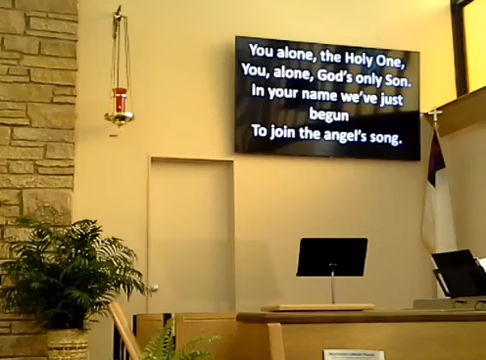 You alone, the Holy One,
You, alone, God's only Son.
In your name we've just
begun
To join the angel's song.